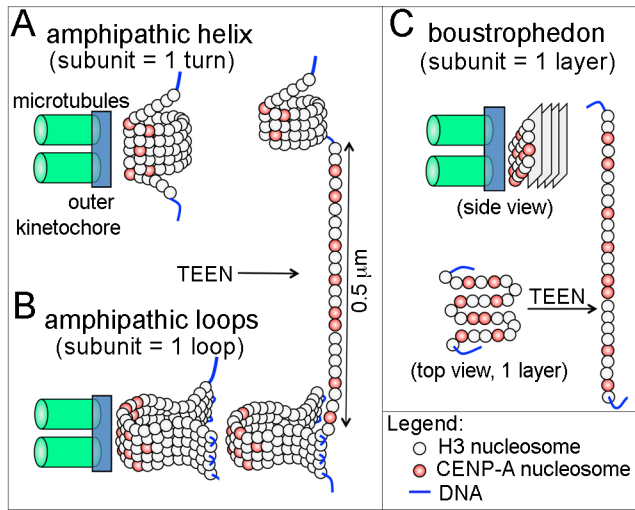 A
amphipathic helix
(subunit = 1 turn)
microtubules
outer
kinetochore
TEEN
0.5 μm
B
amphipathic loops
(subunit = 1 loop)
C
boustrophedon
(subunit = 1 layer)
(side view)
TEEN
(top view, 1 layer)
Legend:
H3 nucleosome
CENP-A nucleosome
DNA